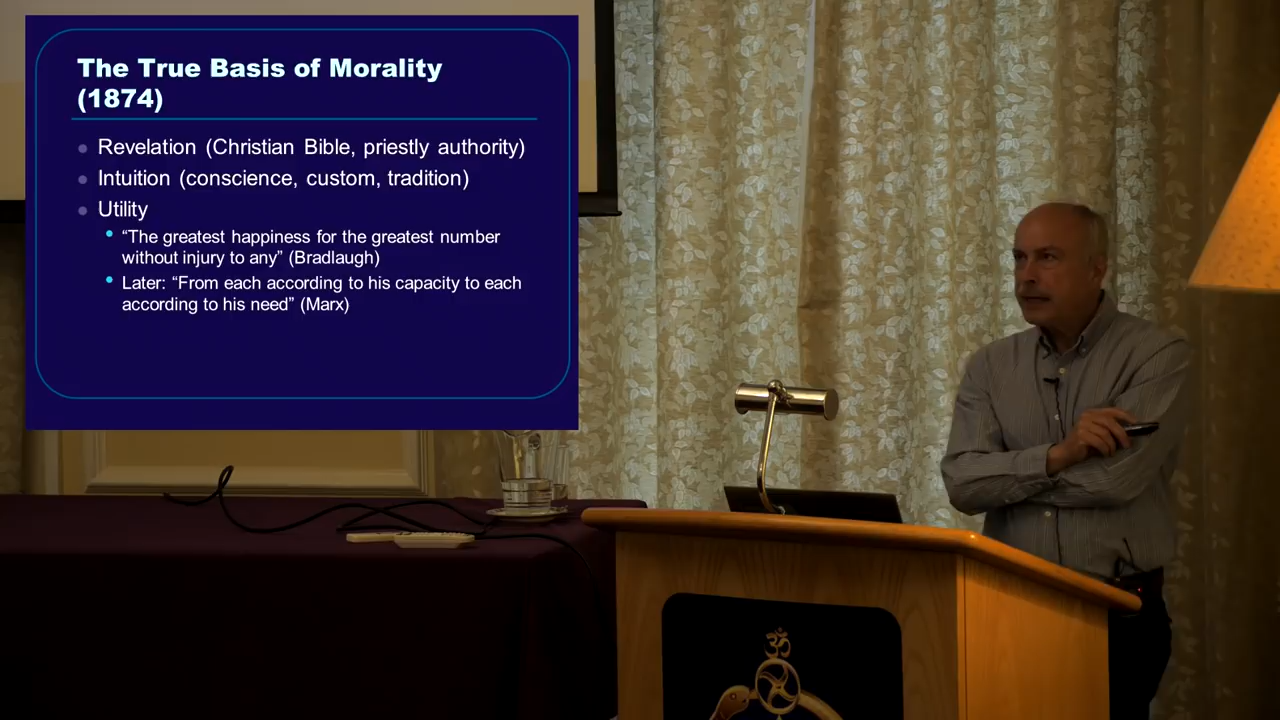 The True Basis of Morality
(1874)
Revelation (Christian Bible, priestly authority)
Intuition (conscience, custom, tradition)
Utility
“The greatest happiness for the greatest number
without injury to any” (Bradlaugh)
Later: “From each according to his capacity to each
according to his need” (Marx)
ॐ